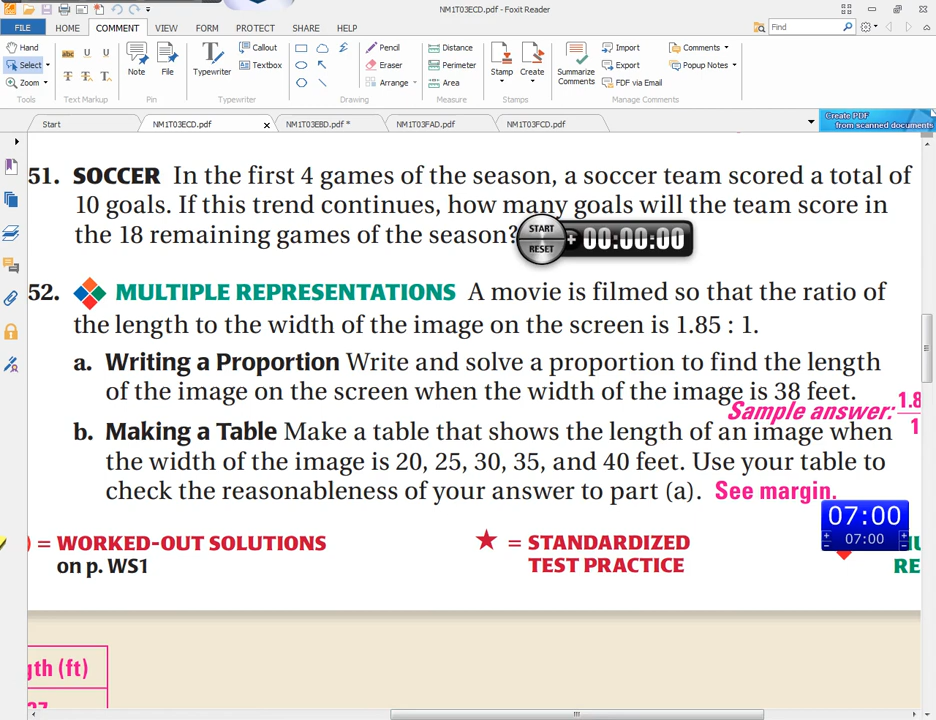 NM1T03ECD.pdf - Foxit Reader
FILE HOME COMMENT VIEW FORM PROTECT SHARE HELP
Find
Hand
Select
Zoom
Tools
abc U U
T T T
Text Markup
Note
File
Pin
Typewriter
Callout
Textbox
Typewriter
Pencil
Eraser
Arrange
Drawing
Distance
Perimeter
Area
Measure
Stamp
Create
Stamps
Summarize
Comments
Import
Export
FDF via Email
Comments
Popup Notes
Manage Comments
Start NM1T03ECD.pdf NM1T03EBD.pdf * NM1T03FAD.pdf NM1T03FCD.pdf
Create PDF
from scanned documents
51. SOCCER In the first 4 games of the season, a soccer team scored a total of
10 goals. If this trend continues, how many goals will the team score in
the 18 remaining games of the season?
START
RESET
+ 00:00:00
52. MULTIPLE REPRESENTATIONS A movie is filmed so that the ratio of
the length to the width of the image on the screen is 1.85 : 1.
a. Writing a Proportion Write and solve a proportion to find the length
of the image on the screen when the width of the image is 38 feet.
Sample answer: 1.8
1
b. Making a Table Make a table that shows the length of an image when
the width of the image is 20, 25, 30, 35, and 40 feet. Use your table to
check the reasonableness of your answer to part (a). See margin.
07:00
07:00
) = WORKED-OUT SOLUTIONS
on p. WS1
★ = STANDARDIZED
TEST PRACTICE
RE
gth (ft)
37